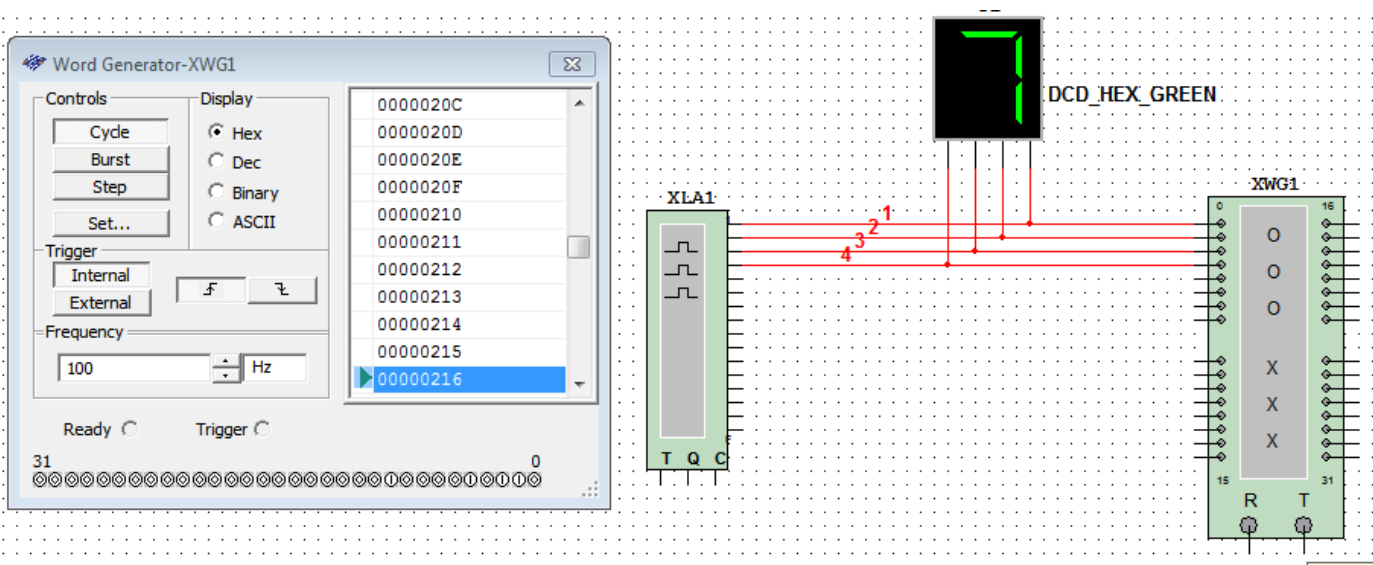 Word Generator-XWG1
Controls
Cycle
Burst
Step
Set...
Display
Hex
Dec
Binary
ASCII
Trigger
Internal
External
Frequency
100
Hz
Ready
Trigger
31
0
0000020C
0000020D
0000020E
0000020F
00000210
00000211
00000212
00000213
00000214
00000215
00000216
7
DCD_HEX_GREEN
XLA1
1
2
3
4
F
T Q C
XWG1
0
16
O
O
O
X
X
X
15
31
R T